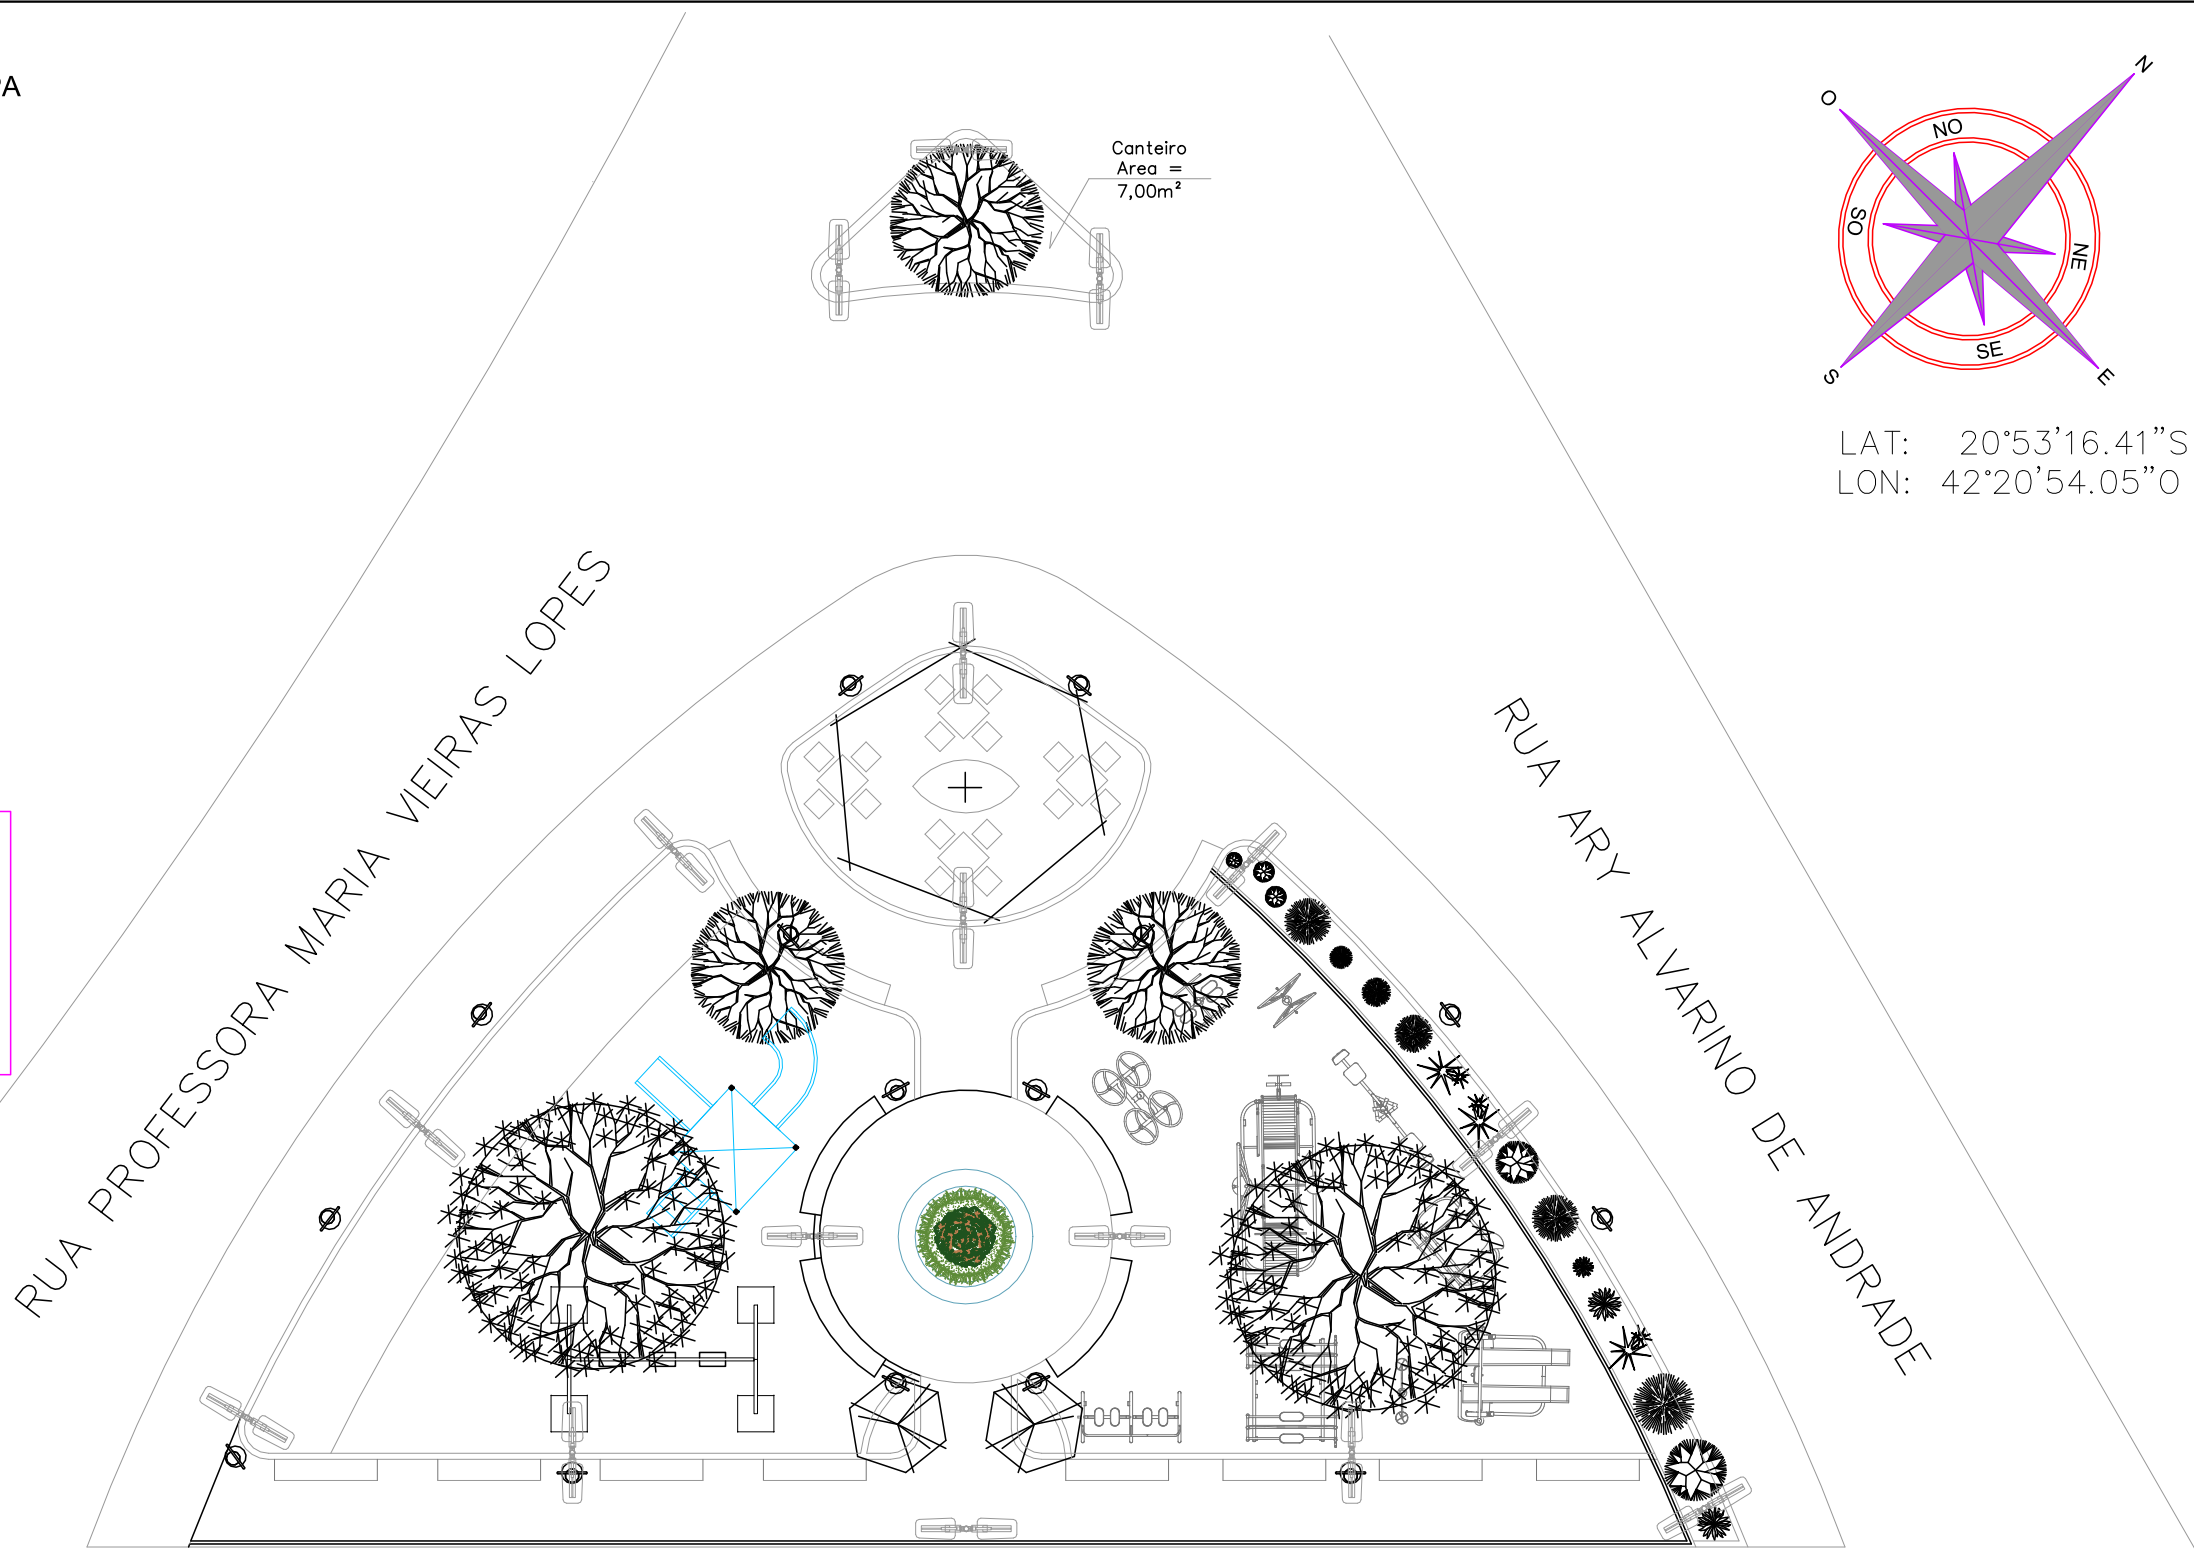 PA
Canteiro
Area =
7,00m²
N
O
NO
SO
NE
SE
S
E
LAT: 20°53'16.41"S
LON: 42°20'54.05"O
RUA PROFESSORA MARIA VIEIRAS LOPES
RUA ARY ALVARINO DE ANDRADE